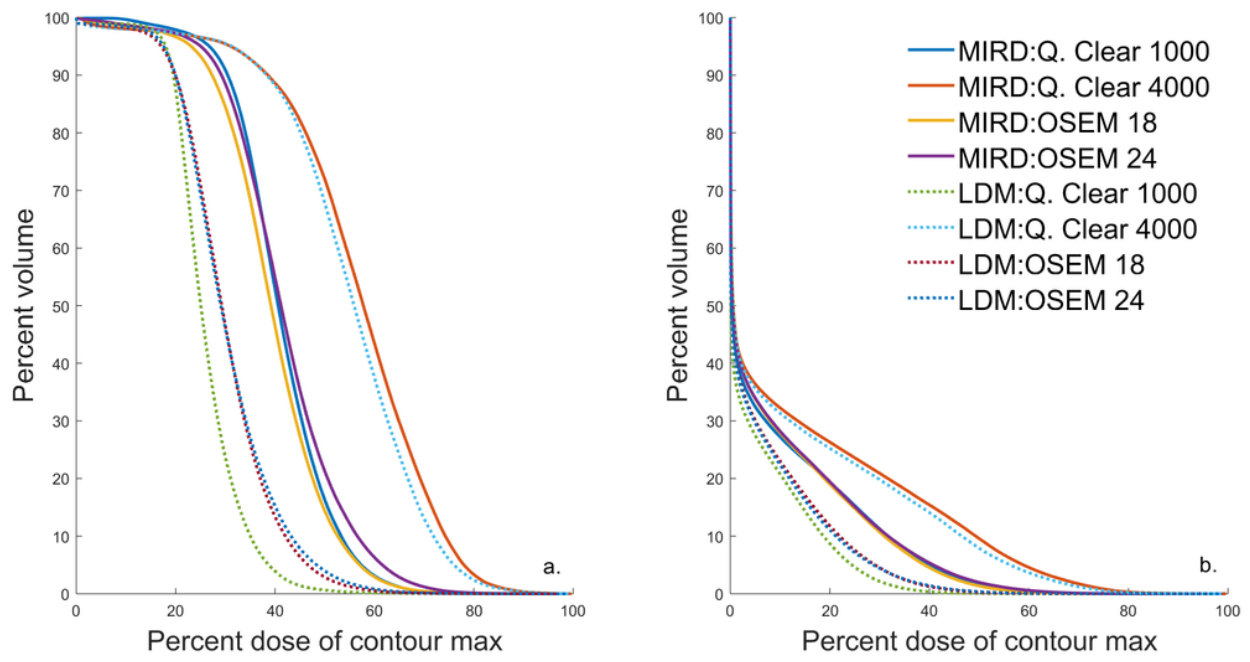 100
90
80
70
60
50
40
30
20
10
0
0 20 40 60 80 100
Percent volume
Percent dose of contour max
a.
100
90
80
70
60
50
40
30
20
10
0
0 20 40 60 80 100
Percent volume
Percent dose of contour max
b.
MIRD:Q. Clear 1000
MIRD:Q. Clear 4000
MIRD:OSEM 18
MIRD:OSEM 24
LDM:Q. Clear 1000
LDM:Q. Clear 4000
LDM:OSEM 18
LDM:OSEM 24